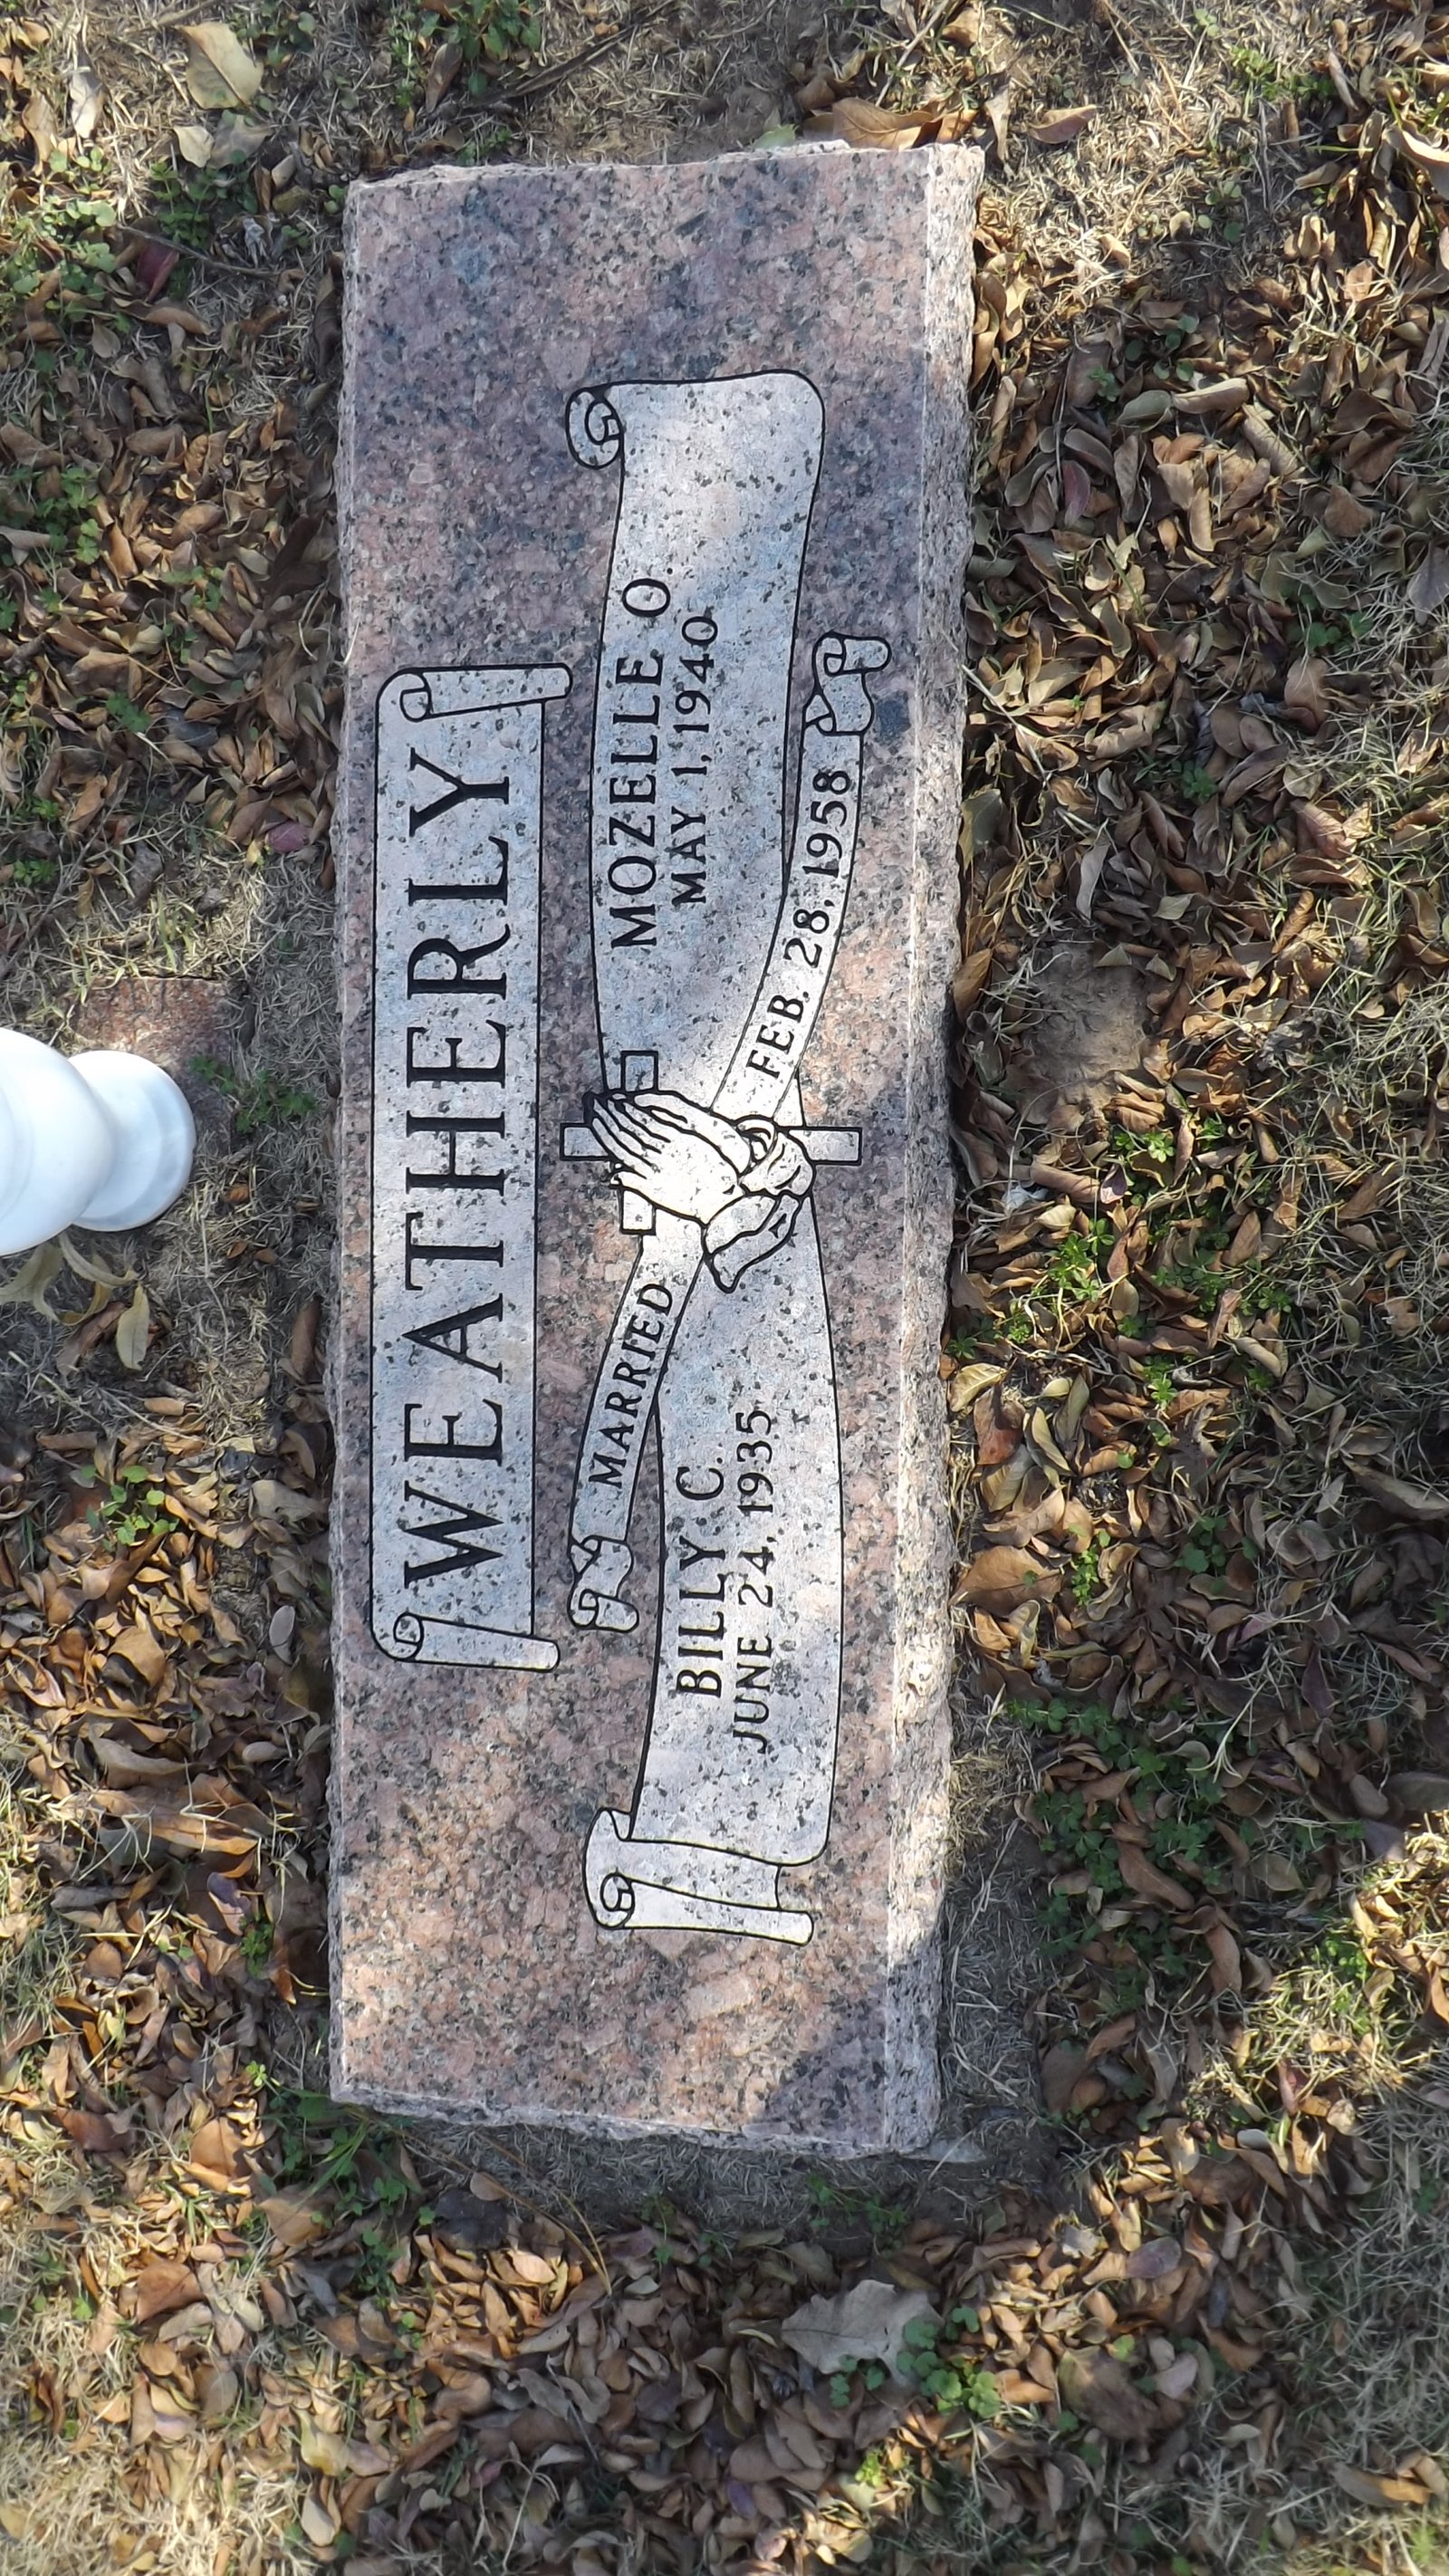 WEATHERLY
MARRIED FEB. 28, 1958
BILLY C.
JUNE 24, 1935
MOZELLE O.
MAY 1, 1940